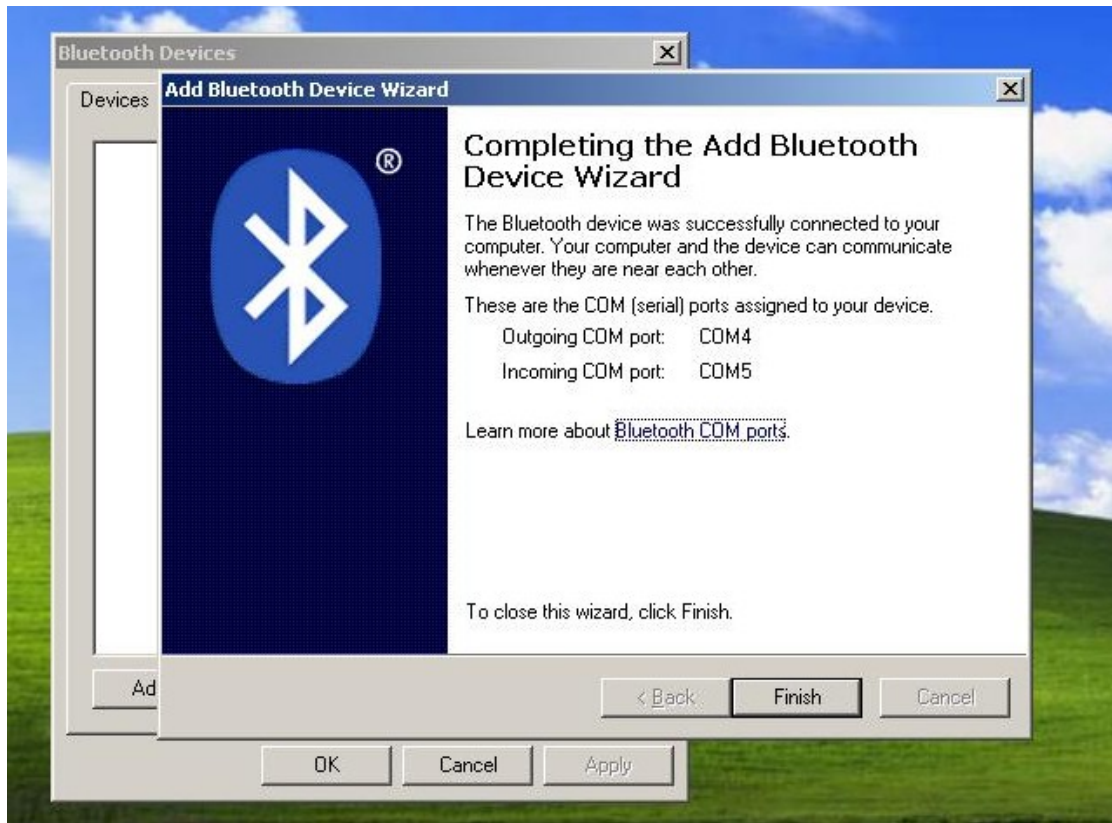 Bluetooth Devices
Devices
Add Bluetooth Device Wizard
®
Completing the Add Bluetooth
Device Wizard
The Bluetooth device was successfully connected to your
computer. Your computer and the device can communicate
whenever they are near each other.
These are the COM (serial) ports assigned to your device.
Outgoing COM port: COM4
Incoming COM port: COM5
Learn more about Bluetooth COM ports.
To close this wizard, click Finish.
Ad
< Back Finish Cancel
OK Cancel Apply